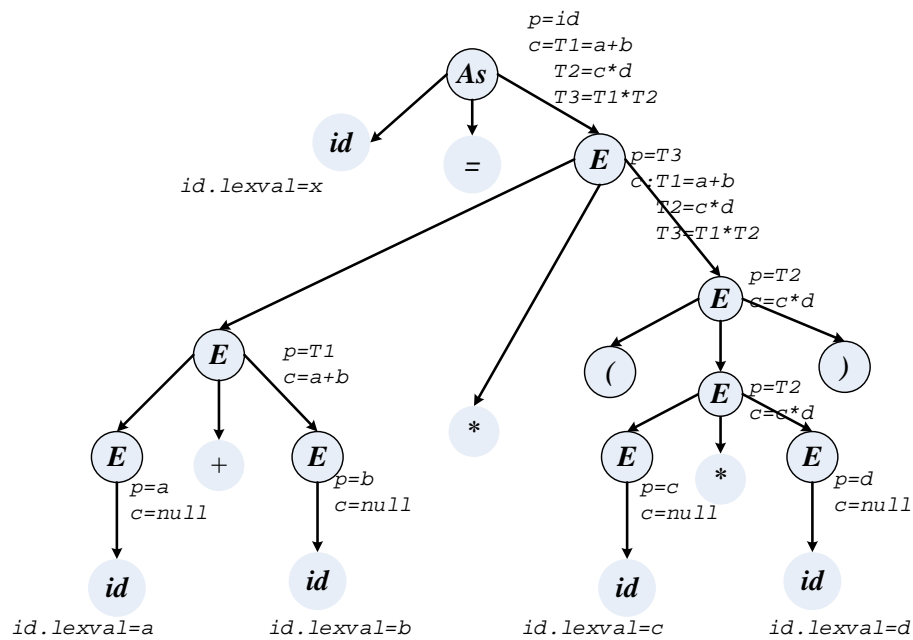 p=id
c=T1=a+b
T2=c*d
T3=T1*T2
As
id
=
E
id.lexval=x
p=T3
c:T1=a+b
T2=c*d
T3=T1*T2
p=T2
c=c*d
E
p=T1
c=a+b
E
(
)
p=T2
c=c*d
E
*
E
+
E
E
*
E
p=a
c=null
p=b
c=null
p=c
c=null
p=d
c=null
id
id
id
id
id.lexval=a
id.lexval=b
id.lexval=c
id.lexval=d